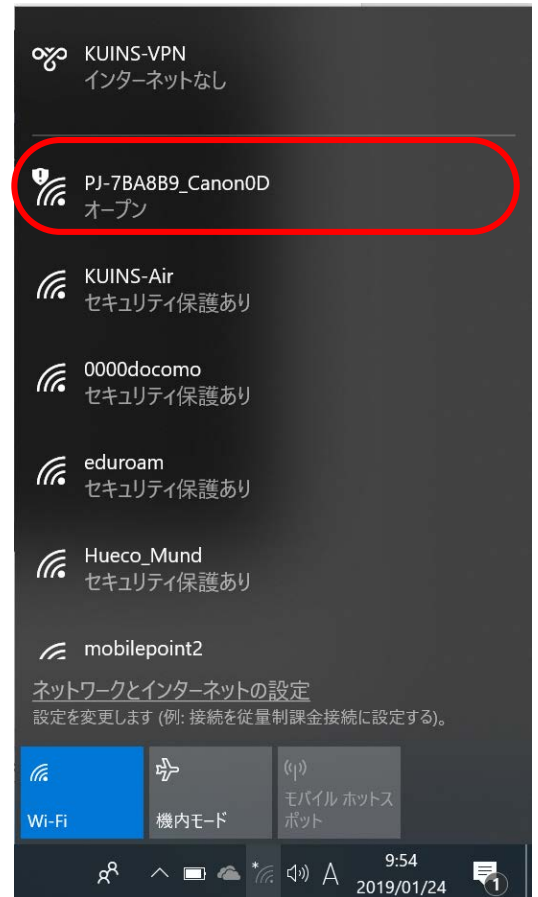 KUINS-VPN
インターネットなし
PJ-7BA8B9_Canon0D
オープン
KUINS-Air
セキュリティ保護あり
0000docomo
セキュリティ保護あり
eduroam
セキュリティ保護あり
Hueco_Mund
セキュリティ保護あり
mobilepoint2
ネットワークとインターネットの設定
設定を変更します (例: 接続を従量制課金接続に設定する)。
Wi-Fi
機内モード
モバイル ホットス
ポット
A
9:54
2019/01/24
1